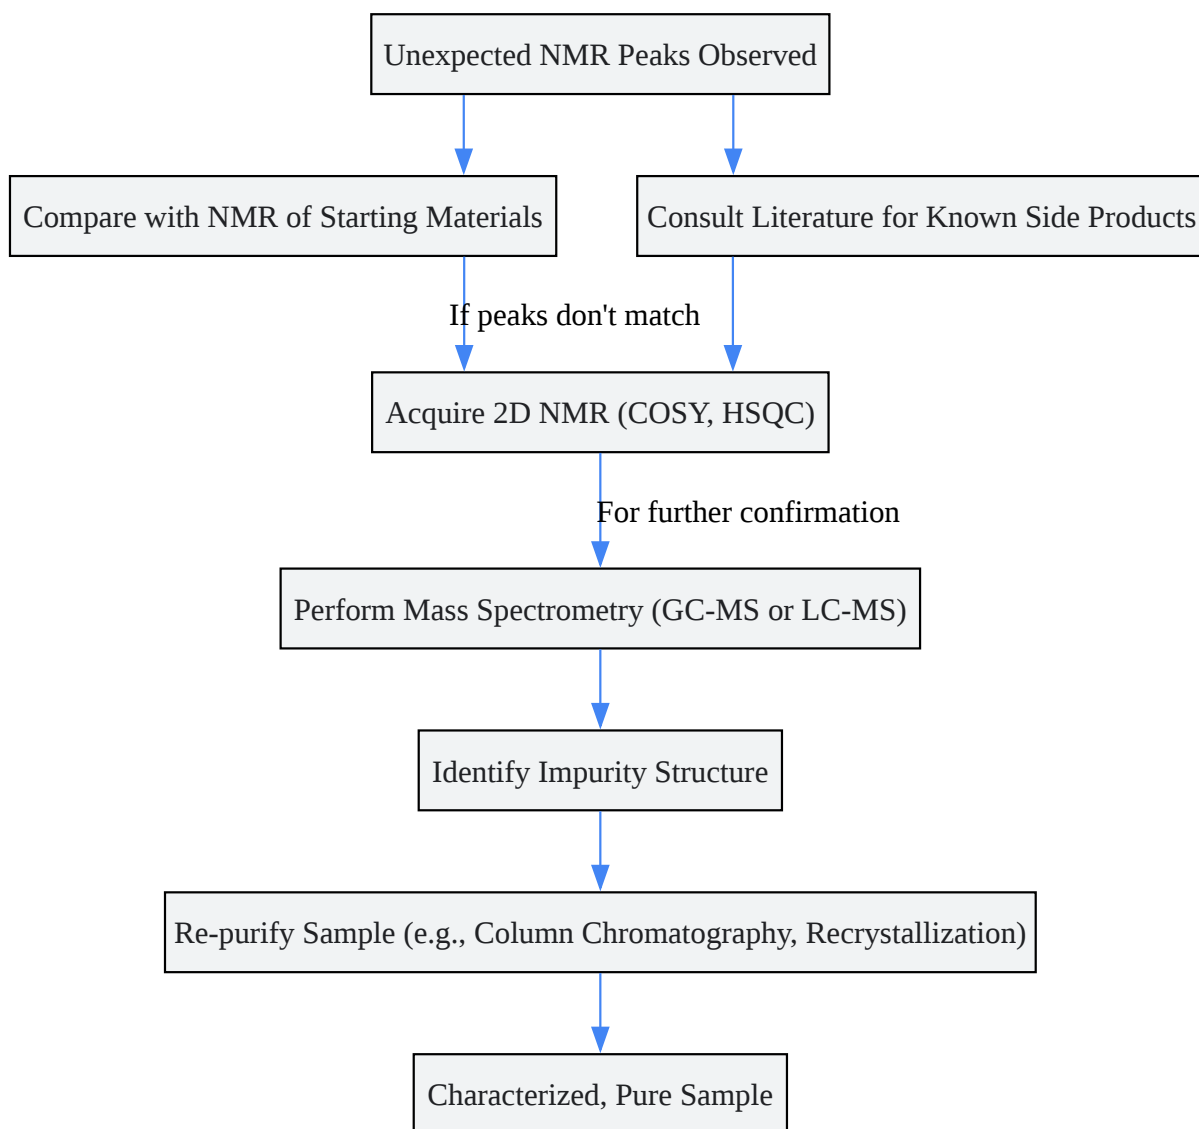 Unexpected NMR Peaks Observed
Compare with NMR of Starting Materials
Consult Literature for Known Side Products
If peaks don't match
Acquire 2D NMR (COSY, HSQC)
For further confirmation
Perform Mass Spectrometry (GC-MS or LC-MS)
Identify Impurity Structure
Re-purify Sample (e.g., Column Chromatography, Recrystallization)
Characterized, Pure Sample